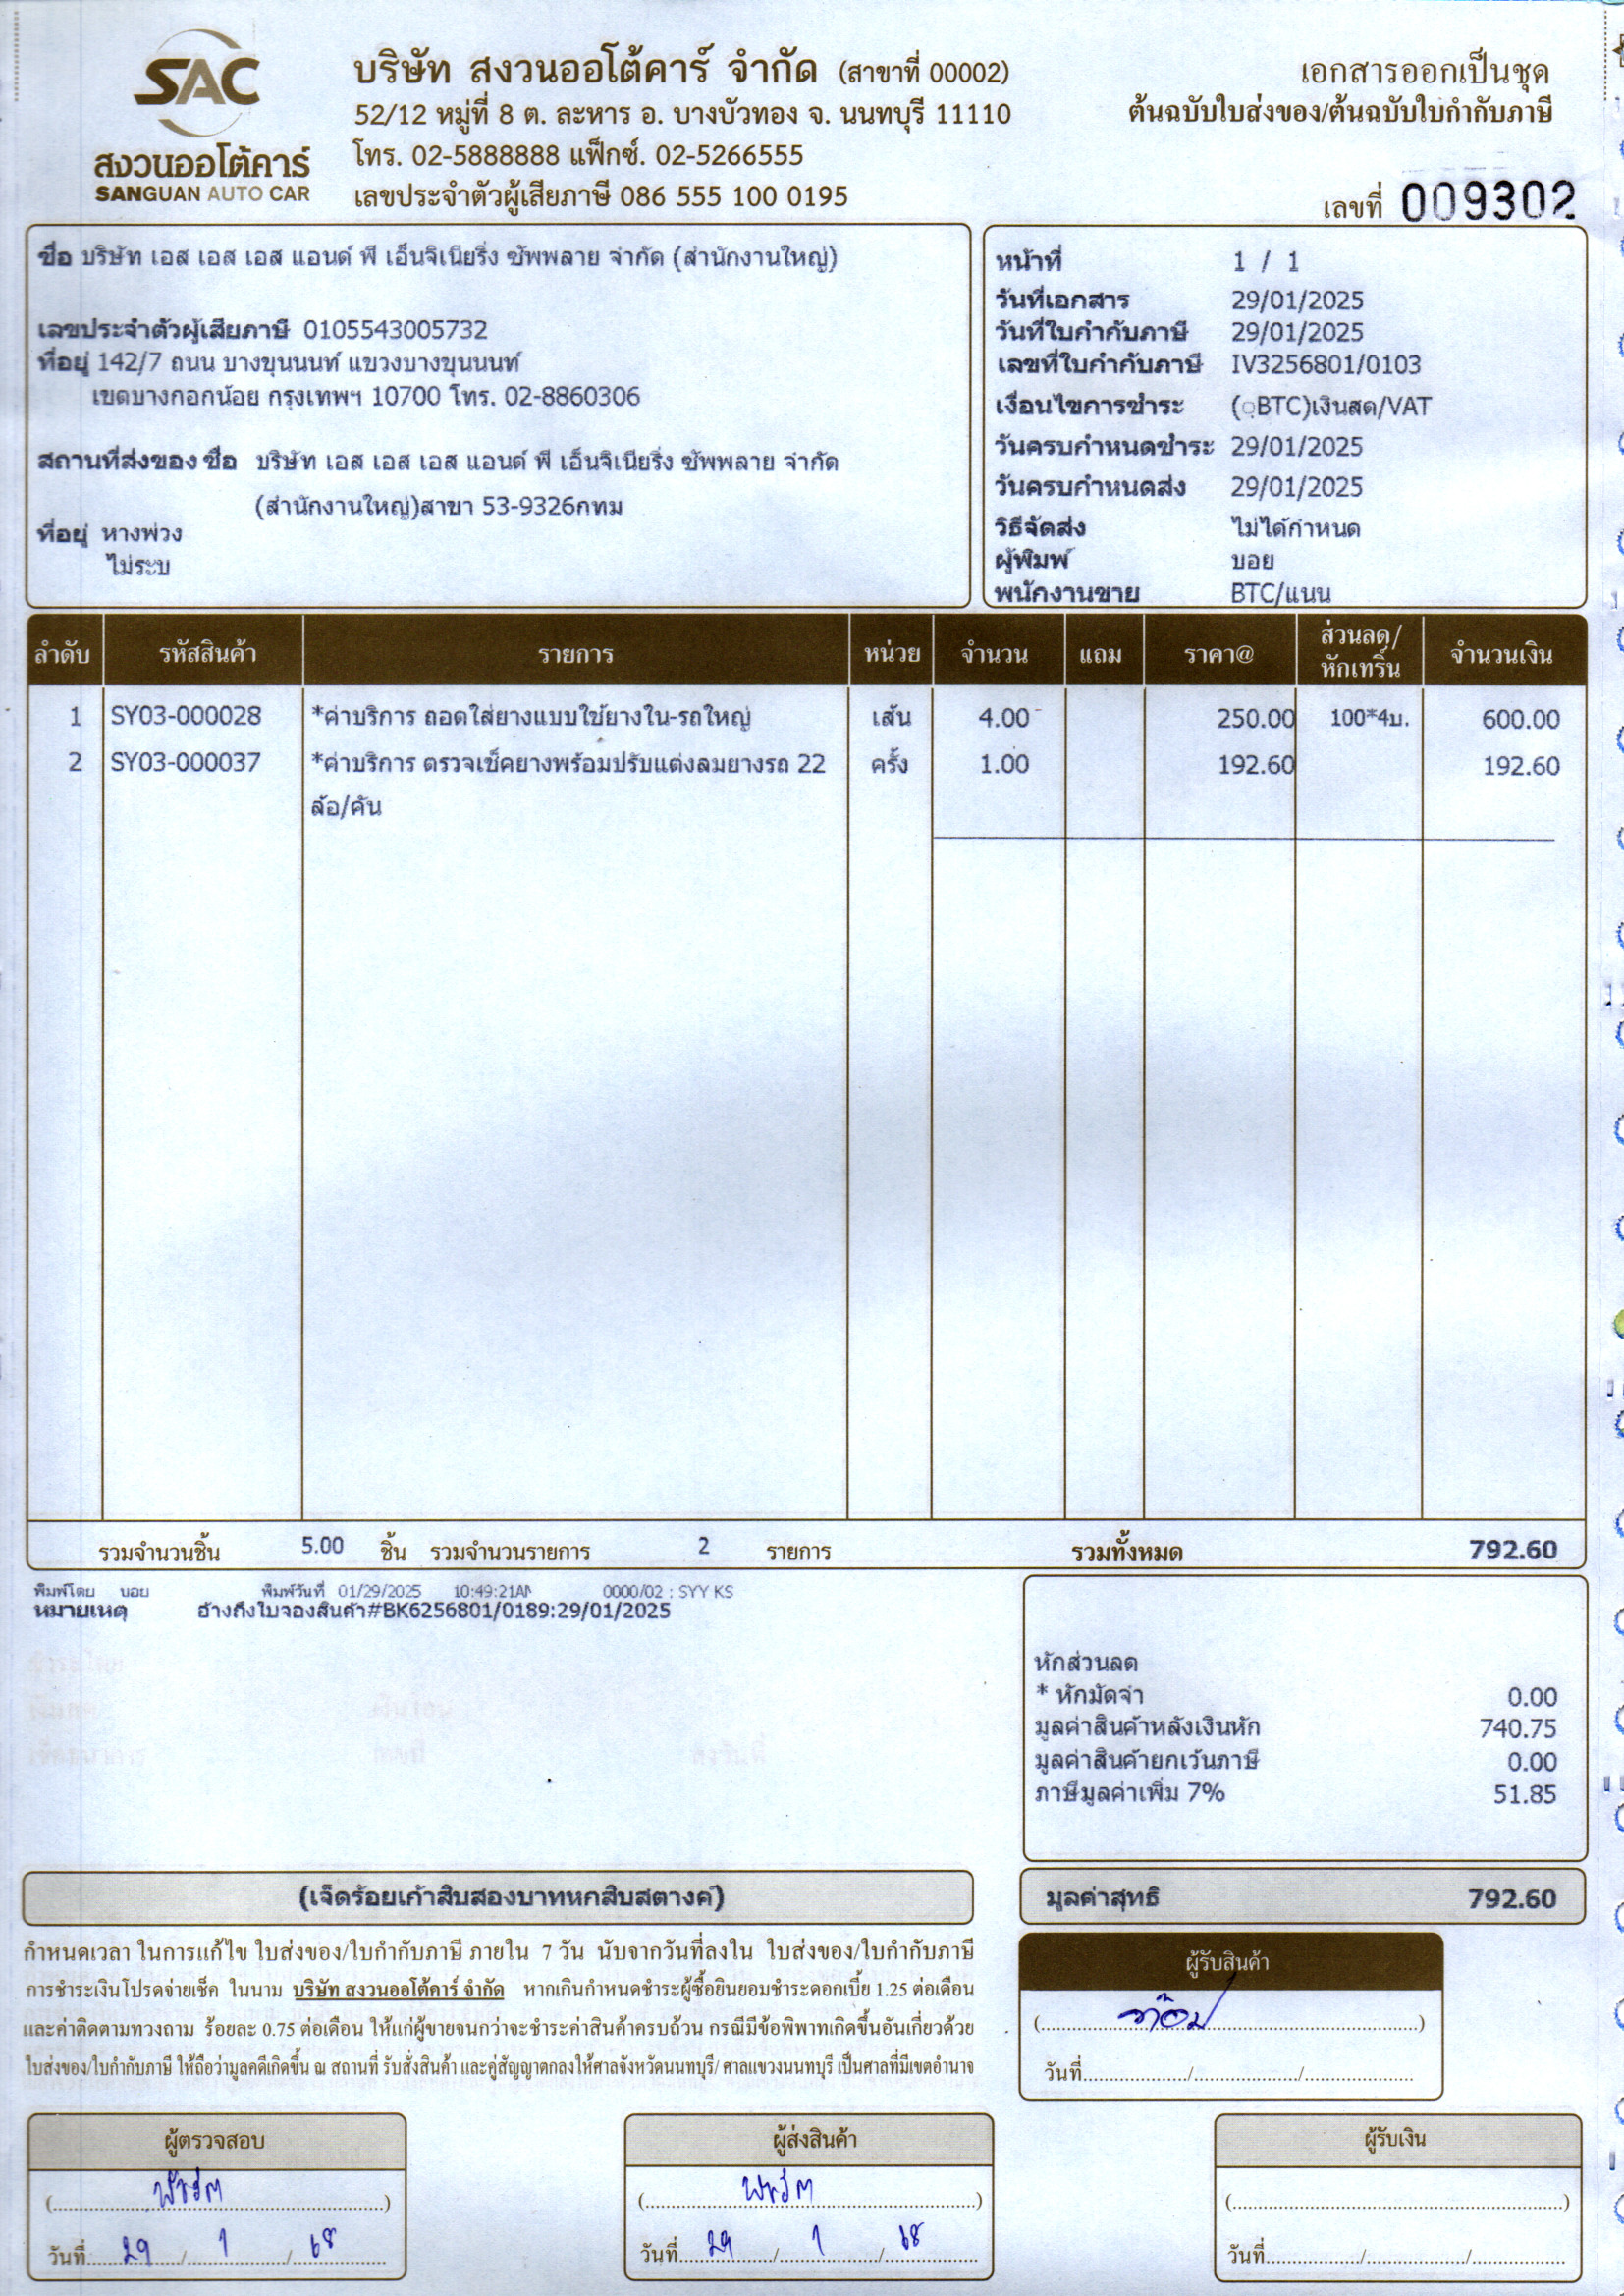 SAC
สงวนออโต้คาร์
SANGUAN AUTO CAR
บริษัท สงวนออโต้คาร์ จำกัด (สาขาที่ 00002)
52/12 หมู่ที่ 8 ต. ละหาร อ. บางบัวทอง จ. นนทบุรี 11110
โทร. 02-5888888 แฟ็กซ์. 02-5266555
เลขประจำตัวผู้เสียภาษี 086 555 100 0195
เอกสารออกเป็นชุด
ต้นฉบับใบส่งของ/ต้นฉบับใบกำกับภาษี
เลขที่ 009302
ชื่อ บริษัท เอส เอส เอส แอนด์ พี เอ็นจิเนียริ่ง ซัพพลาย จำกัด (สำนักงานใหญ่)
เลขประจำตัวผู้เสียภาษี 0105543005732
ที่อยู่ 142/7 ถนน บางขุนนนท์ แขวงบางขุนนนท์
เขตบางกอกน้อย กรุงเทพฯ 10700 โทร. 02-8860306
สถานที่ส่งของ ชื่อ บริษัท เอส เอส เอส แอนด์ พี เอ็นจิเนียริ่ง ซัพพลาย จำกัด
(สำนักงานใหญ่)สาขา 53-9326กทม
ที่อยู่ หางพ่วง
ไม่ระบ
หน้าที่ 1 / 1
วันที่เอกสาร 29/01/2025
วันที่ใบกำกับภาษี 29/01/2025
เลขที่ใบกำกับภาษี IV3256801/0103
เงื่อนไขการชำระ (ฺBTC)เงินสด/VAT
วันครบกำหนดชำระ 29/01/2025
วันครบกำหนดส่ง 29/01/2025
วิธีจัดส่ง ไม่ได้กำหนด
ผู้พิมพ์ บอย
พนักงานขาย BTC/แนน
ลำดับ รหัสสินค้า รายการ หน่วย จำนวน แถม ราคา@ ส่วนลด/หักเทริ์น จำนวนเงิน
1 SY03-000028 *ค่าบริการ ถอดใส่ยางแบบใช้ยางใน-รถใหญ่ เส้น 4.00 250.00 100*4บ. 600.00
2 SY03-000037 *ค่าบริการ ตรวจเช็คยางพร้อมปรับแต่งลมยางรถ 22 ครั้ง 1.00 192.60 192.60
ล้อ/คัน
รวมจำนวนชิ้น 5.00 ชิ้น รวมจำนวนรายการ 2 รายการ รวมทั้งหมด 792.60
พิมพ์โดย บอย พิมพ์วันที่ 01/29/2025 10:49:21AM 0000/02 : SYY KS
หมายเหตุ อ้างถึงใบจองสินค้า#BK6256801/0189:29/01/2025
หักส่วนลด
* หักมัดจำ 0.00
มูลค่าสินค้าหลังเงินหัก 740.75
มูลค่าสินค้ายกเว้นภาษี 0.00
ภาษีมูลค่าเพิ่ม 7% 51.85
(เจ็ดร้อยเก้าสิบสองบาทหกสิบสตางค์)
มูลค่าสุทธิ 792.60
กำหนดเวลา ในการแก้ไข ใบส่งของ/ใบกำกับภาษี ภายใน 7 วัน นับจากวันที่ลงใน ใบส่งของ/ใบกำกับภาษี
การชำระเงินโปรดจ่ายเช็ค ในนาม บริษัท สงวนออโต้คาร์ จำกัด หากเกินกำหนดชำระผู้ซื้อยินยอมชำระดอกเบี้ย 1.25 ต่อเดือน
และค่าติดตามทวงถาม ร้อยละ 0.75 ต่อเดือน ให้แก่ผู้ขายจนกว่าจะชำระค่าสินค้าครบถ้วน กรณีมีข้อพิพาทเกิดขึ้นอันเกี่ยวด้วย
ใบส่งของ/ใบกำกับภาษี ให้ถือว่ามูลคดีเกิดขึ้น ณ สถานที่ รับสั่งสินค้า และคู่สัญญาตกลงให้ศาลจังหวัดนนทบุรี/ ศาลแขวงนนทบุรี เป็นศาลที่มีเขตอำนาจ
ผู้รับสินค้า
วันที่
ผู้ตรวจสอบ
วันที่ 29 / 1 / 68
ผู้ส่งสินค้า
วันที่ 29 / 1 / 68
ผู้รับเงิน
วันที่